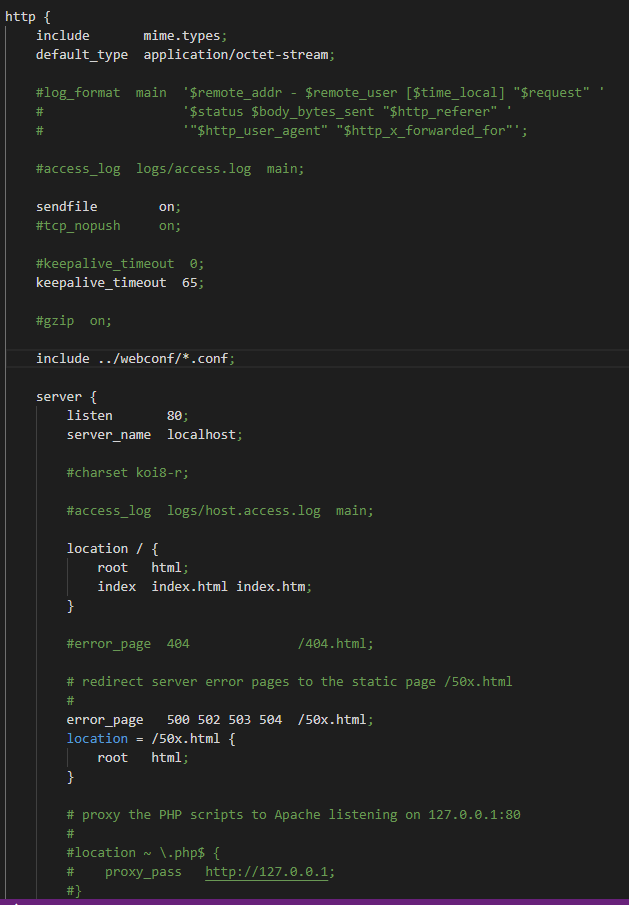 http {
    include       mime.types;
    default_type  application/octet-stream;
    #log_format  main  '$remote_addr - $remote_user [$time_local] "$request" '
    #                  '$status $body_bytes_sent "$http_referer" '
    #                  '"$http_user_agent" "$http_x_forwarded_for"';
    #access_log  logs/access.log  main;
    sendfile        on;
    #tcp_nopush     on;
    #keepalive_timeout  0;
    keepalive_timeout  65;
    #gzip  on;
    include ../webconf/*.conf;
    server {
        listen       80;
        server_name  localhost;
        #charset koi8-r;
        #access_log  logs/host.access.log  main;
        location / {
            root   html;
            index  index.html index.htm;
        }
        #error_page  404              /404.html;
        # redirect server error pages to the static page /50x.html
        #
        error_page   500 502 503 504  /50x.html;
        location = /50x.html {
            root   html;
        }
        # proxy the PHP scripts to Apache listening on 127.0.0.1:80
        #
        #location ~ \.php$ {
        #    proxy_pass   http://127.0.0.1;
        #}